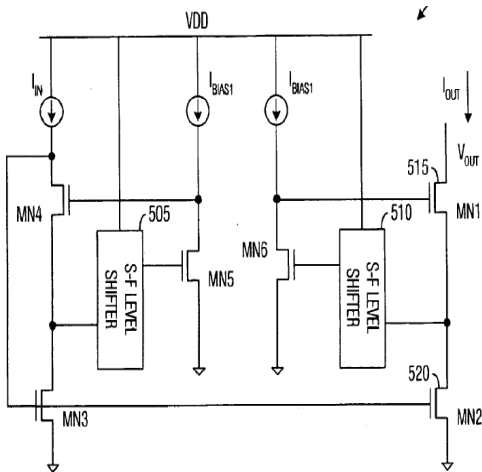 VDD
I_IN
I_BIAS1
I_BIAS1
I_OUT
V_OUT
515
MN4
505
MN6
510
MN1
S-F LEVEL
SHIFTER
MN5
S-F LEVEL
SHIFTER
520
MN3
MN2